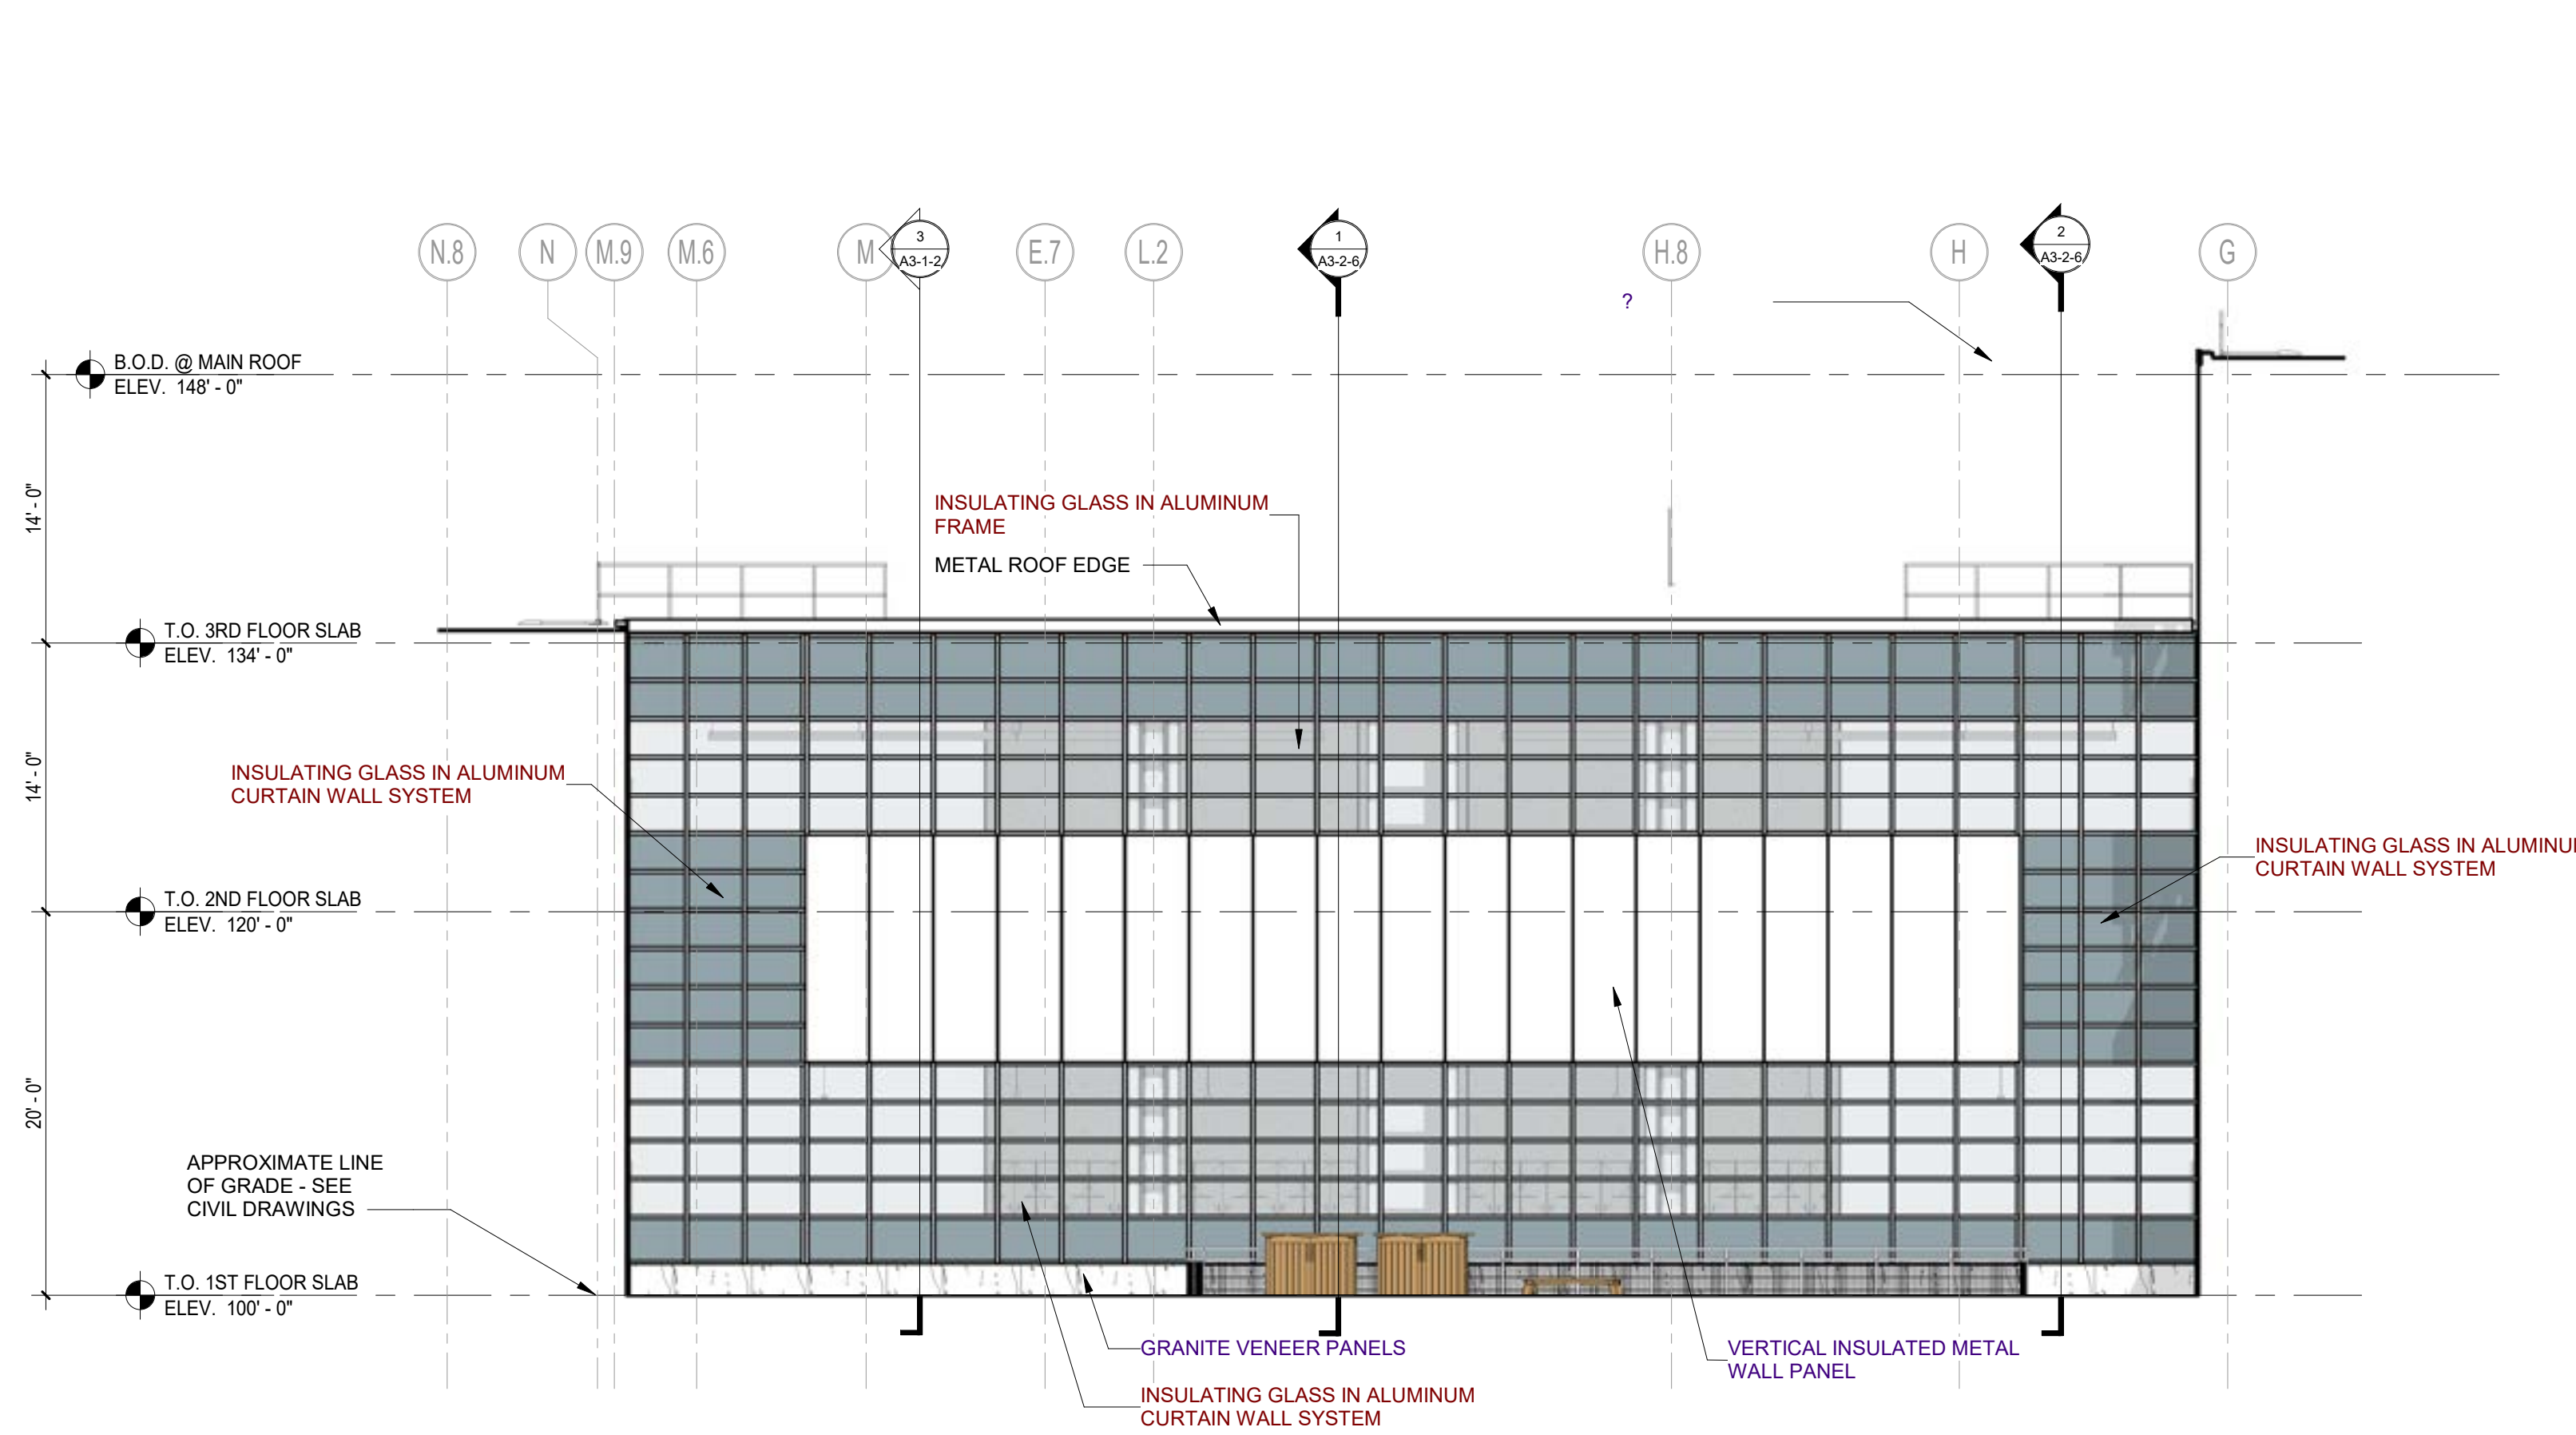 N.8
N
M.9
M.6
M
3
A3-1-2
E.7
L.2
1
A3-2-6
H.8
H
2
A3-2-6
G
?
B.O.D. @ MAIN ROOF
ELEV. 148' - 0"
14' - 0"
INSULATING GLASS IN ALUMINUM
FRAME
METAL ROOF EDGE
T.O. 3RD FLOOR SLAB
ELEV. 134' - 0"
14' - 0"
INSULATING GLASS IN ALUMINUM
CURTAIN WALL SYSTEM
INSULATING GLASS IN ALUMINU
CURTAIN WALL SYSTEM
T.O. 2ND FLOOR SLAB
ELEV. 120' - 0"
20' - 0"
APPROXIMATE LINE
OF GRADE - SEE
CIVIL DRAWINGS
T.O. 1ST FLOOR SLAB
ELEV. 100' - 0"
GRANITE VENEER PANELS
VERTICAL INSULATED METAL
WALL PANEL
INSULATING GLASS IN ALUMINUM
CURTAIN WALL SYSTEM